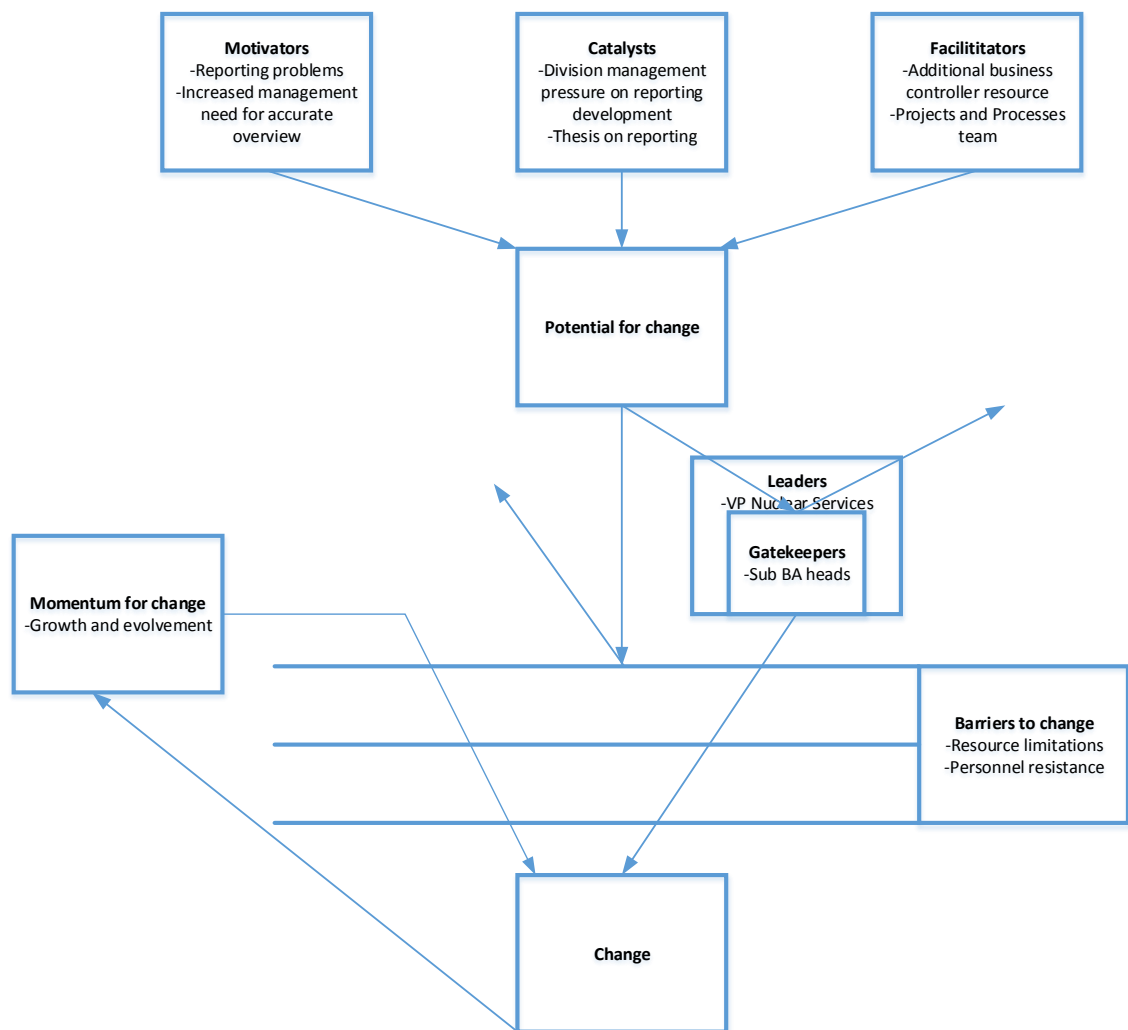 Motivators
-Reporting problems
-Increased management
need for accurate
overview
Catalysts
-Division management
pressure on reporting
development
-Thesis on reporting
Facilititators
-Additional business
controller resource
-Projects and Processes
team
Potential for change
Leaders
-VP Nuclear Services
Gatekeepers
-Sub BA heads
Momentum for change
-Growth and evolvement
Barriers to change
-Resource limitations
-Personnel resistance
Change